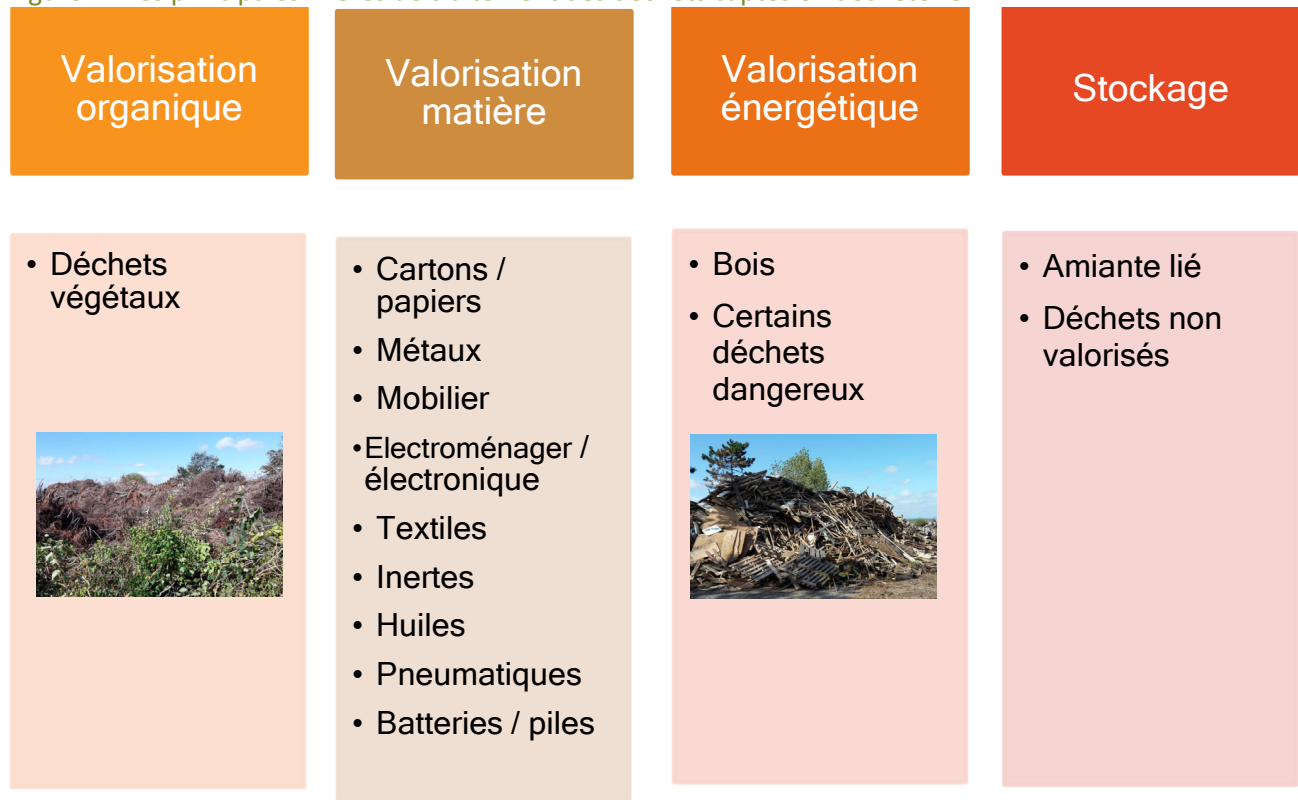 Valorisation
organique
• Déchets
végétaux
Valorisation
matière
• Cartons /
papiers
• Métaux
• Mobilier
•Electroménager /
électronique
• Textiles
• Inertes
• Huiles
• Pneumatiques
• Batteries / piles
Valorisation
énergétique
• Bois
• Certains
déchets
dangereux
Stockage
• Amiante lié
• Déchets non
valorisés